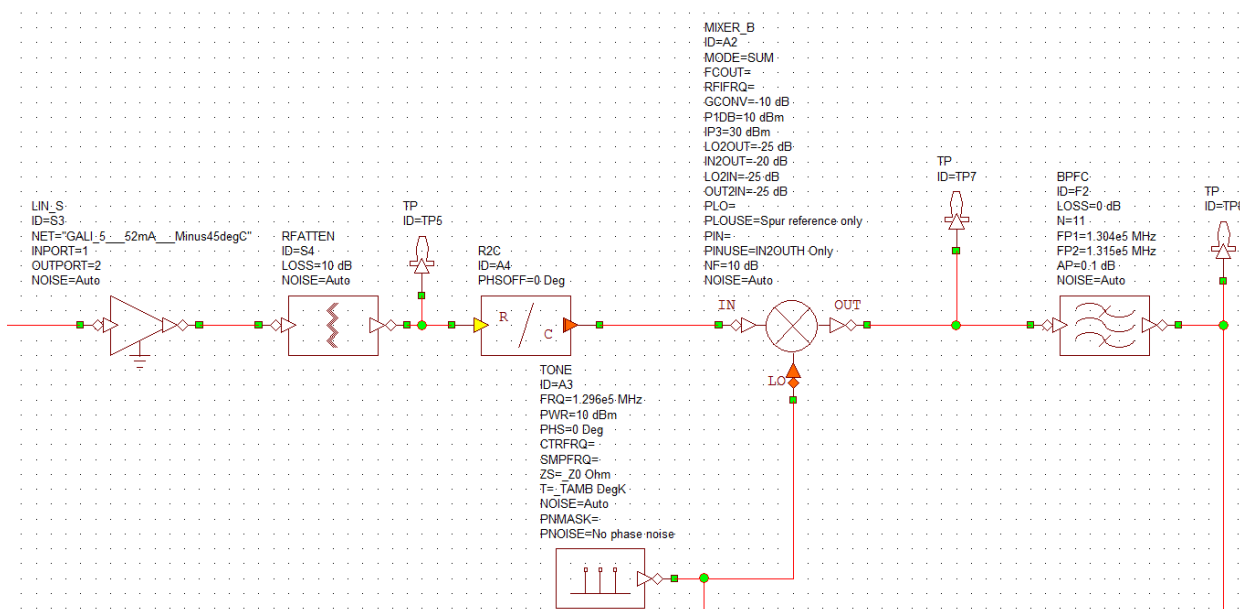 MIXER_B
ID=A2
MODE=SUM
FCOUT=
RFIFRQ=
GCONV=-10 dB
P1DB=10 dBm
IP3=30 dBm
LO2OUT=-25 dB
IN2OUT=-20 dB
LO2IN=-25 dB
OUT2IN=-25 dB
PLO=
PLOUSE=Spur reference only
PIN=
PINUSE=IN2OUTH Only
NF=10 dB
NOISE=Auto
TP
ID=TP7
BPFC
ID=F2
LOSS=0 dB
N=11
FP1=1.304e5 MHz
FP2=1.315e5 MHz
AP=0.1 dB
NOISE=Auto
TP
LIN_S
ID=S3
NET="GALI_5___52mA___Minus45degC"
INPORT=1
OUTPORT=2
NOISE=Auto
RFATTEN
ID=S4
LOSS=10 dB
NOISE=Auto
TP
ID=TP5
R2C
ID=A4
PHSOFF=0 Deg
R
C
IN
OUT
LO
TONE
ID=A3
FRQ=1.296e5 MHz
PWR=10 dBm
PHS=0 Deg
CTRFRQ=
SMPFRQ=
ZS=_Z0 Ohm
T=_TAMB DegK
NOISE=Auto
PNMASK=
PNOISE=No phase noise